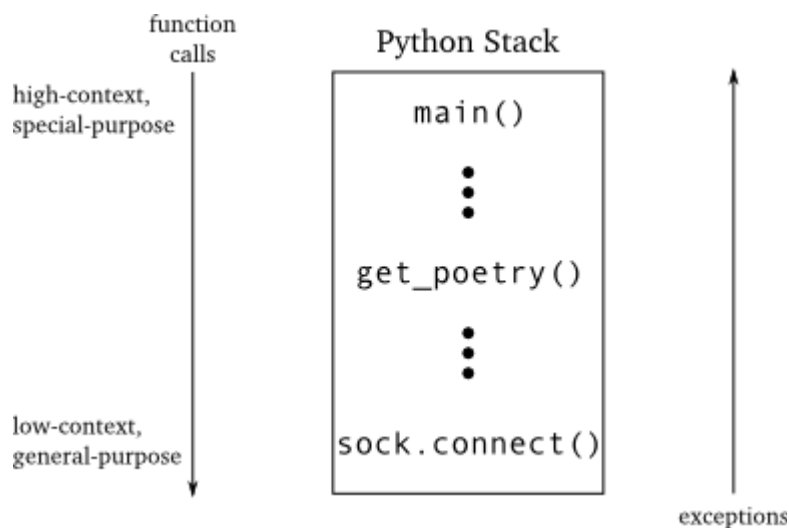 function
calls
Python Stack
high-context,
special-purpose
main()
get_poetry()
low-context,
general-purpose
sock.connect()
exceptions